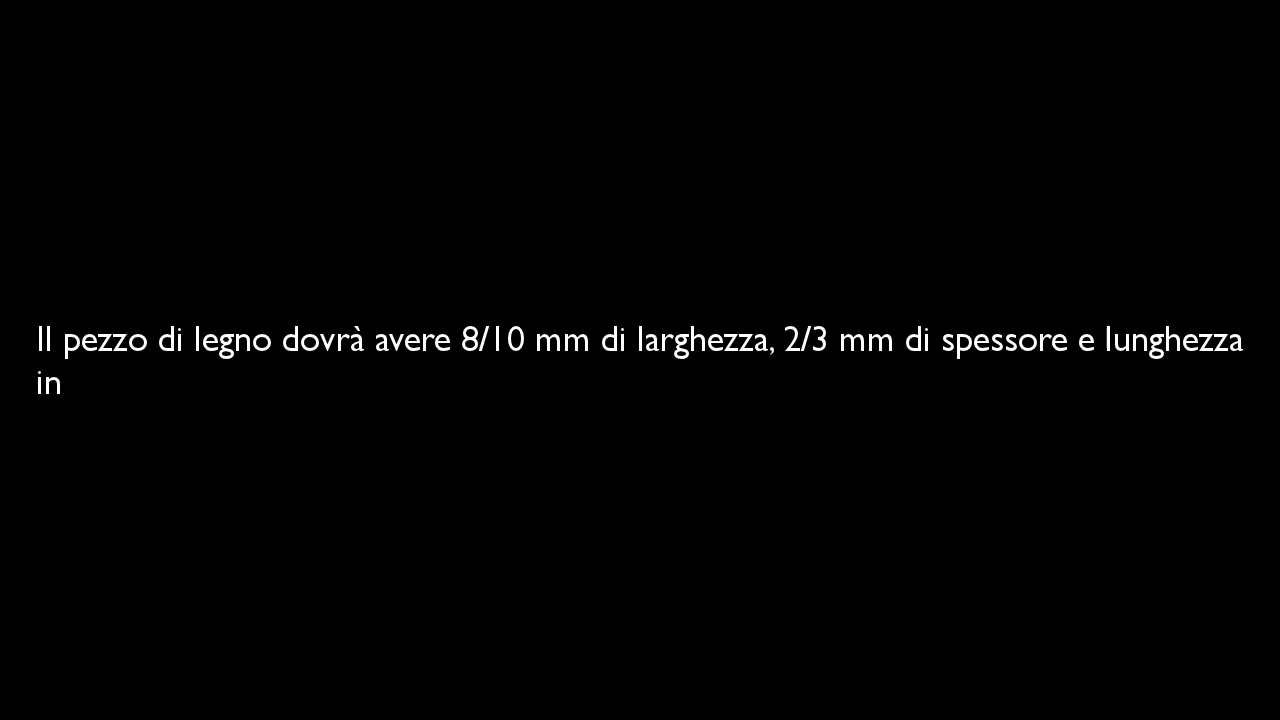 Il pezzo di legno dovrà avere 8/10 mm di larghezza, 2/3 mm di spessore e lunghezza
in